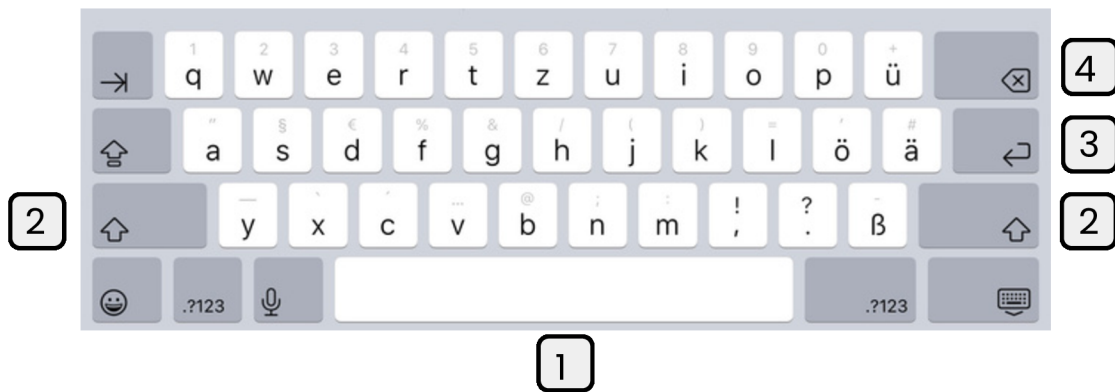 1 2 3 4 5 6 7 8 9 0 +
q w e r t z u i o p ü 4
" § € % & / ( ) = ' #
a s d f g h j k l ö ä 3
— ` ´ ... @ ; : ! ? -
2 y x c v b n m , . ß 2
.?123 .?123
1